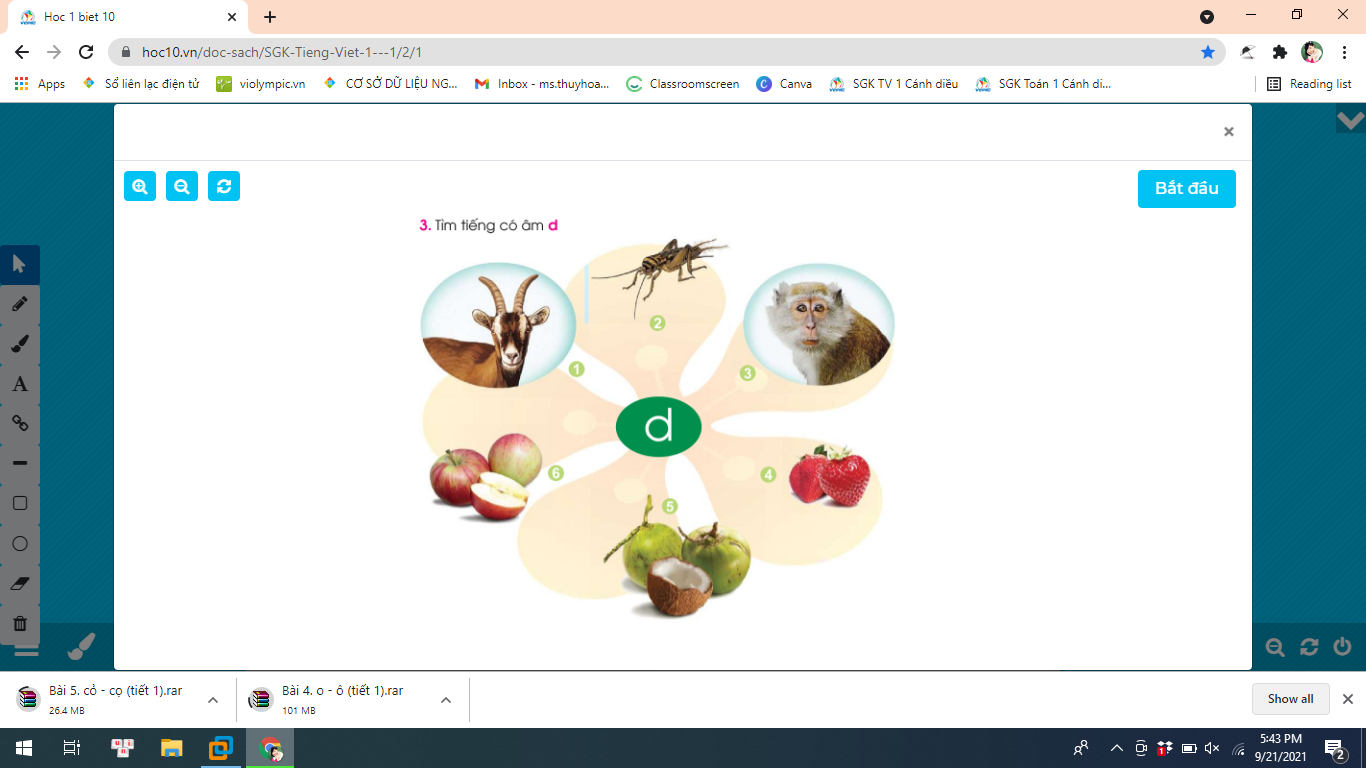 Hoc 1 biet 10
hoc10.vn/doc-sach/SGK-Tieng-Viet-1---1/2/1
Apps
Sổ liên lạc điện tử
violympic.vn
CƠ SỞ DỮ LIỆU NG...
Inbox - ms.thuyhoa...
Classroomscreen
Canva
SGK TV 1 Cánh diều
SGK Toán 1 Cánh di...
Reading list
×
Bắt đầu
3. Tìm tiếng có âm d
1
2
3
d
6
4
5
A
Bài 5. cỏ - cọ (tiết 1).rar
26.4 MB
Bài 4. o - ô (tiết 1).rar
101 MB
Show all
5:43 PM
9/21/2021
2